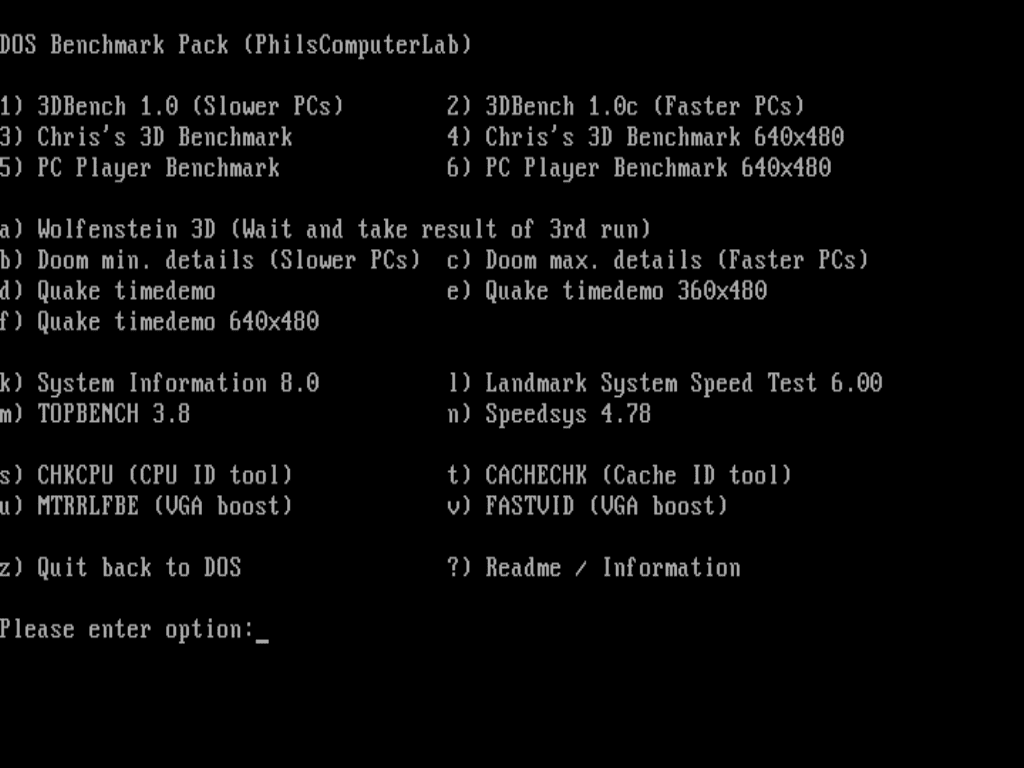 DOS Benchmark Pack (PhilsComputerLab)
1) 3DBench 1.0 (Slower PCs) 2) 3DBench 1.0c (Faster PCs)
3) Chris's 3D Benchmark 4) Chris's 3D Benchmark 640x480
5) PC Player Benchmark 6) PC Player Benchmark 640x480
a) Wolfenstein 3D (Wait and take result of 3rd run)
b) Doom min. details (Slower PCs) c) Doom max. details (Faster PCs)
d) Quake timedemo e) Quake timedemo 360x480
f) Quake timedemo 640x480
k) System Information 8.0 l) Landmark System Speed Test 6.00
m) TOPBENCH 3.8 n) Speedsys 4.78
s) CHKCPU (CPU ID tool) t) CACHECHK (Cache ID tool)
u) MTRRLFBE (VGA boost) v) FASTVID (VGA boost)
z) Quit back to DOS ?) Readme / Information
Please enter option:_